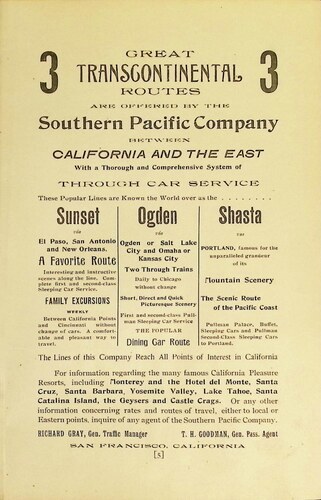 3 GREAT 3
TRANSCONTINENTAL
ROUTES
ARE OFFERED BY THE
Southern Pacific Company
BETWEEN
CALIFORNIA AND THE EAST
With a Thorough and Comprehensive System of
THROUGH CAR SERVICE
These Popular Lines are Known the World over as the . . . . . . . .
Sunset
via
El Paso, San Antonio
and New Orleans.
A Favorite Route
Interesting and instructive
scenes along the line. Com-
plete first and second-class
Sleeping Car Service.
FAMILY EXCURSIONS
WEEKLY
Between California Points
and Cincinnati without
change of cars. A comfort-
able and pleasant way to
travel.
Ogden
via
Ogden or Salt Lake
City and Omaha or
Kansas City
Two Through Trains
Daily to Chicago
without change
Short, Direct and Quick
Picturesque Scenery
First and second-class Pull-
man Sleeping Car Service
THE POPULAR
Dining Car Route
Shasta
via
PORTLAND, famous for the
unparalleled grandeur
of its
Mountain Scenery
The Scenic Route
of the Pacific Coast
Pullman Palace, Buffet,
Sleeping Cars and Pullman
Second-Class Sleeping Cars
to Portland.
The Lines of this Company Reach All Points of Interest in California
For information regarding the many famous California Pleasure
Resorts, including Monterey and the Hotel del Monte, Santa
Cruz, Santa Barbara, Yosemite Valley, Lake Tahoe, Santa
Catalina Island, the Geysers and Castle Crags. Or any other
information concerning rates and routes of travel, either to local or
Eastern points, inquire of any agent of the Southern Pacific Company.
RICHARD GRAY, Gen. Traffic Manager T. H. GOODMAN, Gen. Pass. Agent
SAN FRANCISCO, CALIFORNIA
[5]